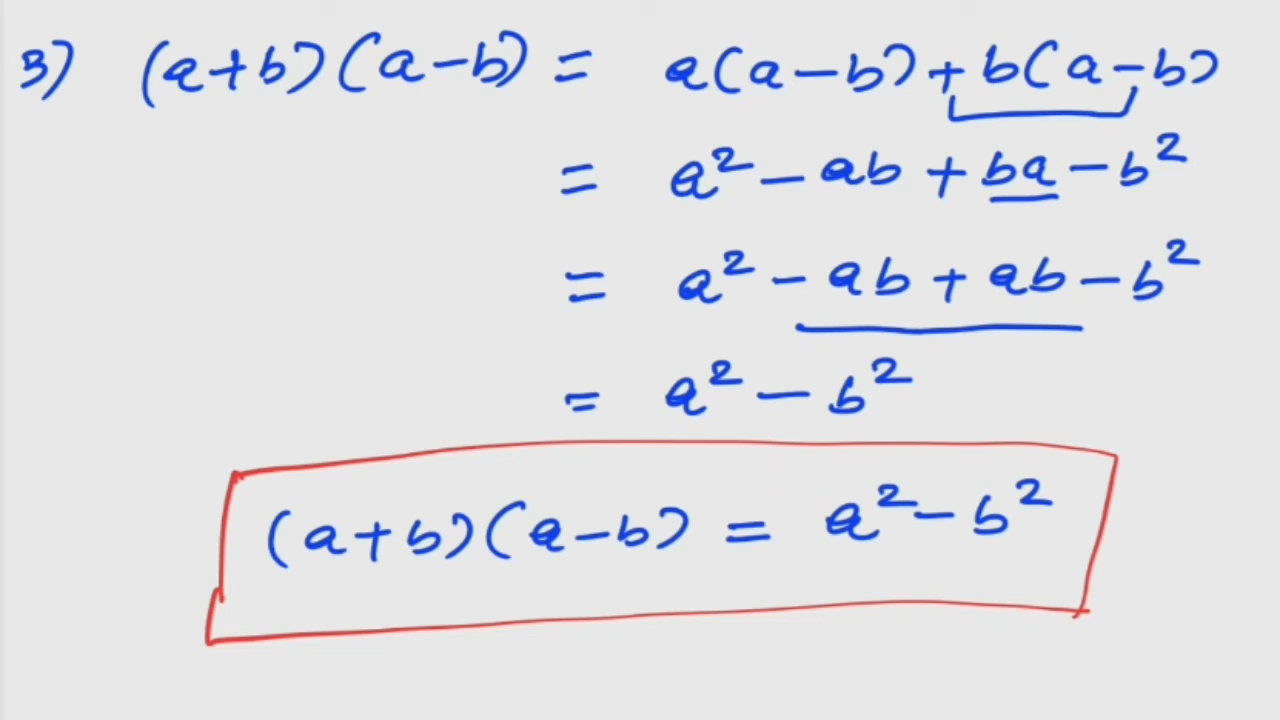 3) (a+b)(a-b) = a(a-b)+b(a-b)
= a² - ab + ba - b²
= a² - ab + ab - b²
= a² - b²
(a+b)(a-b) = a² - b²